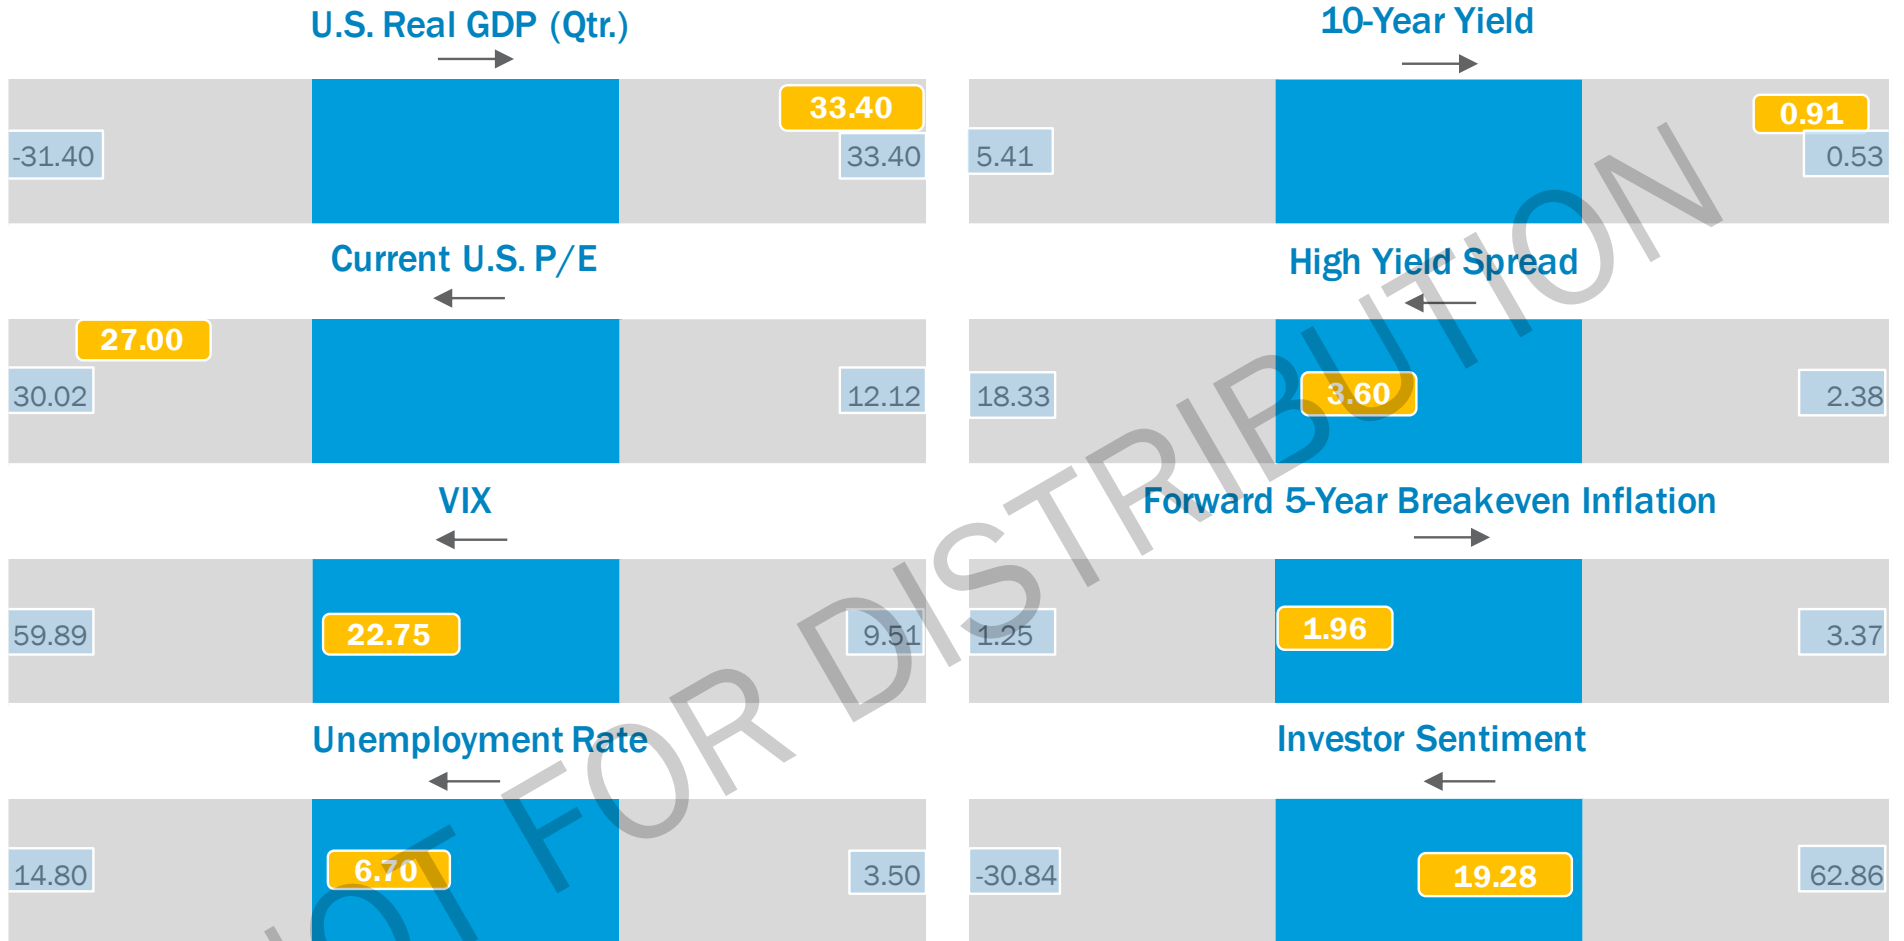 U.S. Real GDP (Qtr.)
33.40
-31.40
33.40
10-Year Yield
0.91
5.41
0.53
Current U.S. P/E
27.00
30.02
12.12
High Yield Spread
18.33
3.60
2.38
VIX
59.89
22.75
9.51
Forward 5-Year Breakeven Inflation
1.25
1.96
3.37
Unemployment Rate
14.80
6.70
3.50
Investor Sentiment
-30.84
19.28
62.86
NOT FOR DISTRIBUTION